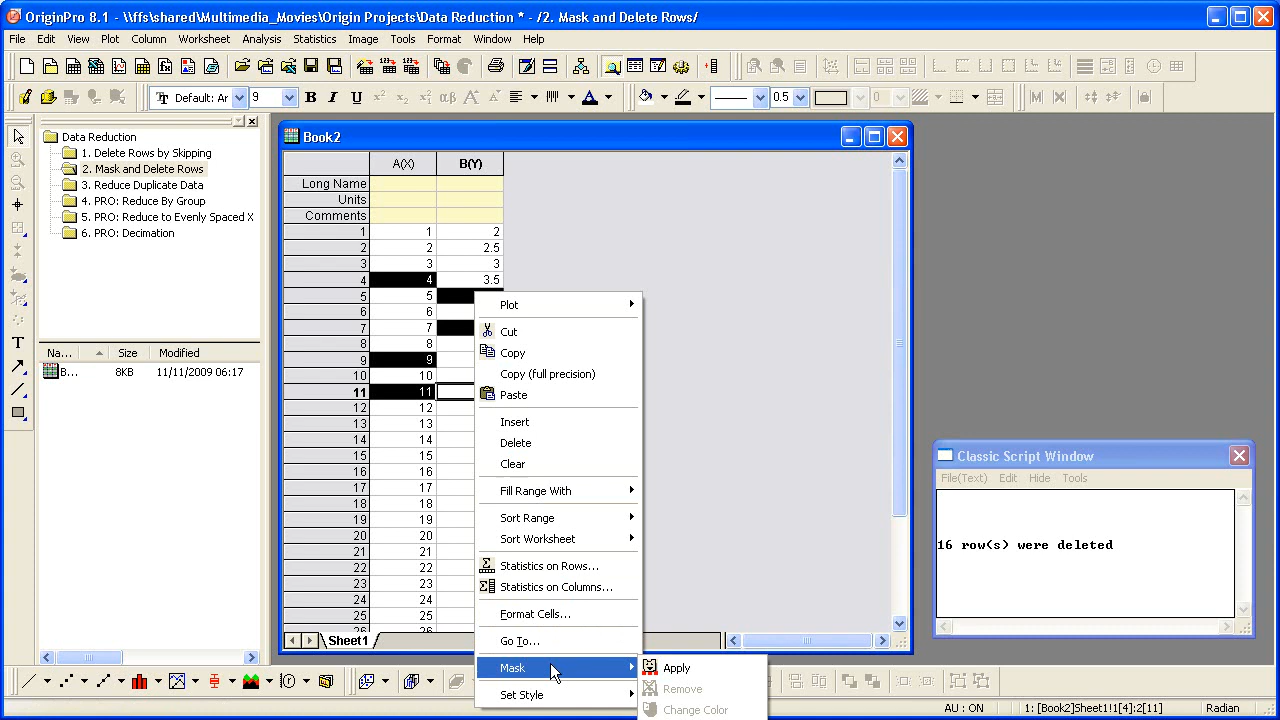 OriginPro 8.1 - \\ffs\shared\Multimedia_Movies\Origin Projects\Data Reduction * - /2. Mask and Delete Rows/
File Edit View Plot Column Worksheet Analysis Statistics Image Tools Format Window Help
Default: Ar 9 B I U 0.5 0
Data Reduction
1. Delete Rows by Skipping
2. Mask and Delete Rows
3. Reduce Duplicate Data
4. PRO: Reduce By Group
5. PRO: Reduce to Evenly Spaced X
6. PRO: Decimation
Na... Size Modified
B... 8KB 11/11/2009 06:17
Book2
A(X) B(Y)
Long Name
Units
Comments
1 1 2
2 2 2.5
3 3 3
4 4 3.5
5 5
6 6
7 7
8 8
9 9
10 10
11 11
12 12
13 13
14 14
15 15
16 16
17 17
18 18
19 19
20 20
21 21
22 22
23 23
24 24
25 25
26 26
Sheet1
Plot
Cut
Copy
Copy (full precision)
Paste
Insert
Delete
Clear
Fill Range With
Sort Range
Sort Worksheet
Statistics on Rows...
Statistics on Columns...
Format Cells...
Go To...
Mask
Set Style
Apply
Remove
Change Color
Classic Script Window
File(Text) Edit Hide Tools
16 row(s) were deleted
AU : ON 1: [Book2]Sheet1!1[4]:2[11] Radian